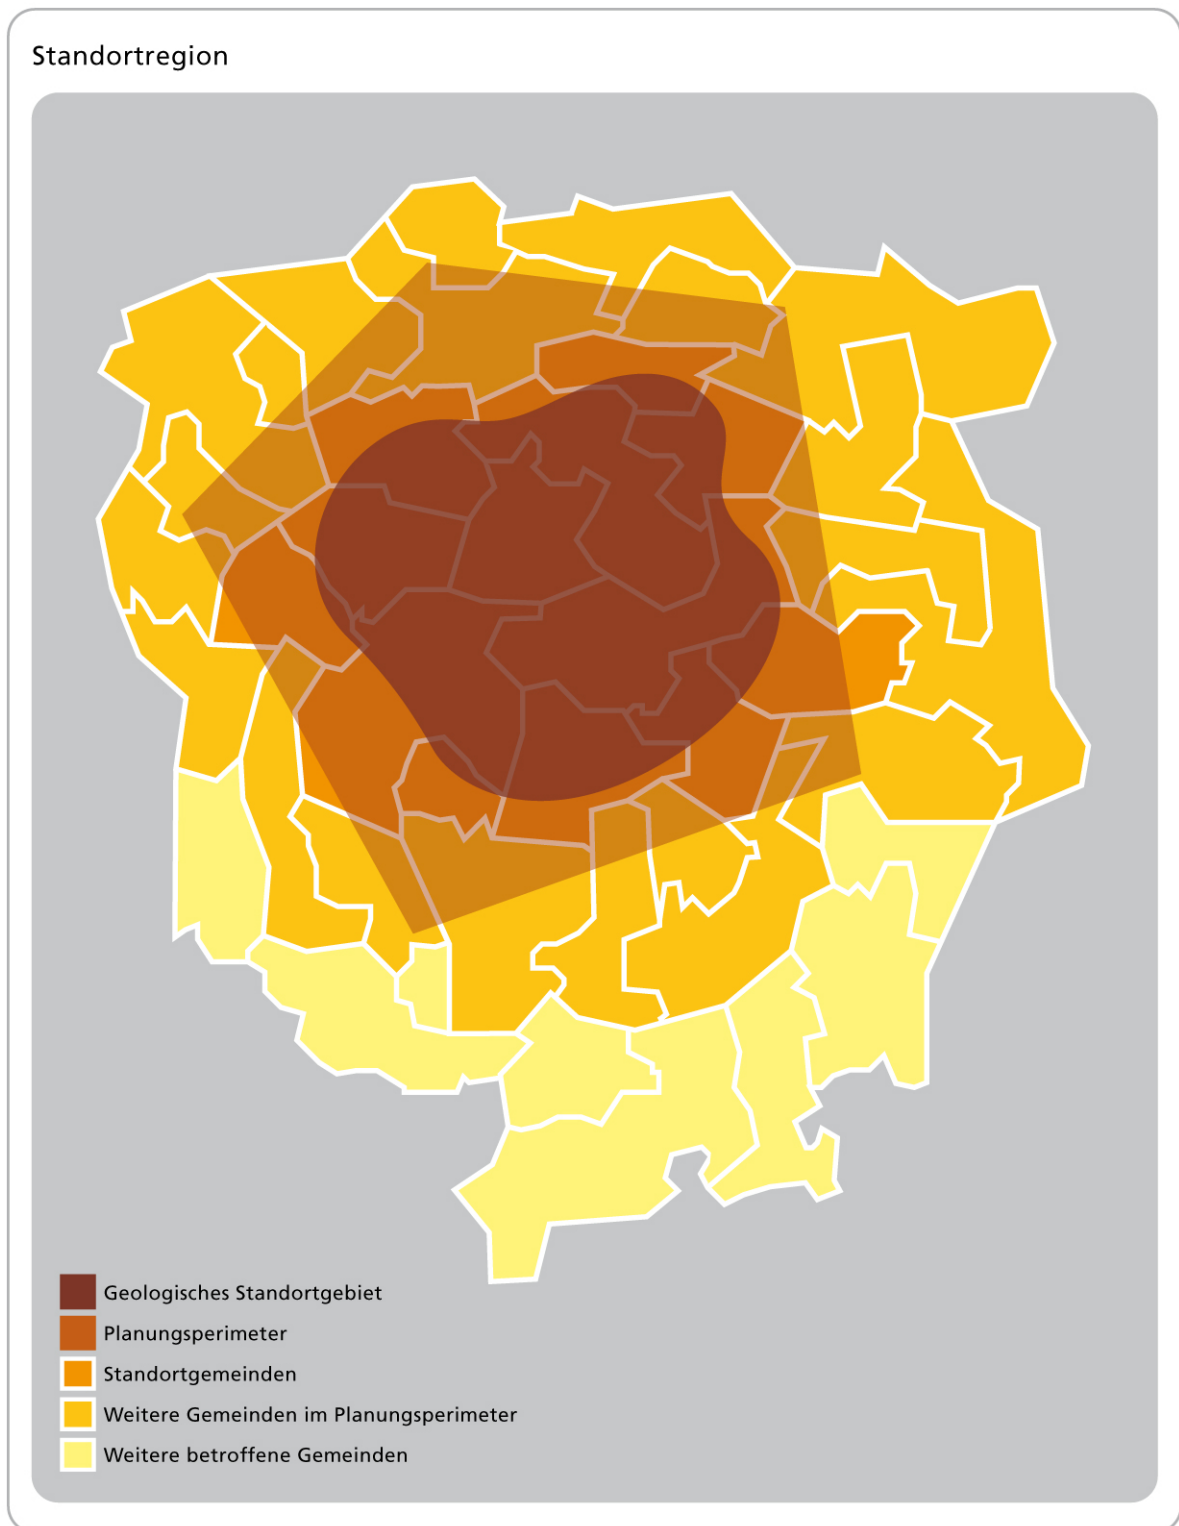 Standortregion
Geologisches Standortgebiet
Planungsperimeter
Standortgemeinden
Weitere Gemeinden im Planungsperimeter
Weitere betroffene Gemeinden